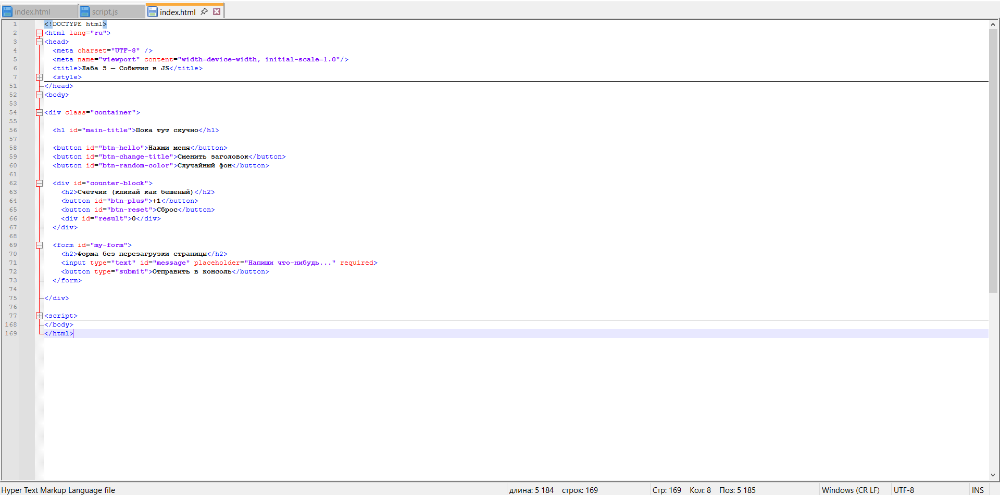 index.html script.js index.html
1 <!DOCTYPE html>
2 <html lang="ru">
3 <head>
4 <meta charset="UTF-8" />
5 <meta name="viewport" content="width=device-width, initial-scale=1.0"/>
6 <title>Лаба 5 — События в JS</title>
7 <style>
51 </head>
52 <body>
53
54 <div class="container">
55
56 <h1 id="main-title">Пока тут скучно</h1>
57
58 <button id="btn-hello">Нажми меня</button>
59 <button id="btn-change-title">Сменить заголовок</button>
60 <button id="btn-random-color">Случайный фон</button>
61
62 <div id="counter-block">
63 <h2>Счётчик (кликай как бешеный)</h2>
64 <button id="btn-plus">+1</button>
65 <button id="btn-reset">Сброс</button>
66 <div id="result">0</div>
67 </div>
68
69 <form id="my-form">
70 <h2>Форма без перезагрузки страницы</h2>
71 <input type="text" id="message" placeholder="Напиши что-нибудь..." required>
72 <button type="submit">Отправить в консоль</button>
73 </form>
74
75 </div>
76
77 <script>
168 </body>
169 </html>
Hyper Text Markup Language file длина: 5 184 строк: 169 Стр: 169 Кол: 8 Поз: 5 185 Windows (CR LF) UTF-8 INS